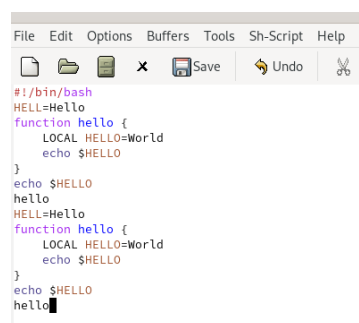 File Edit Options Buffers Tools Sh-Script Help
Save Undo
#!/bin/bash
HELL=Hello
function hello {
    LOCAL HELLO=World
    echo $HELLO
}
echo $HELLO
hello
HELL=Hello
function hello {
    LOCAL HELLO=World
    echo $HELLO
}
echo $HELLO
hello